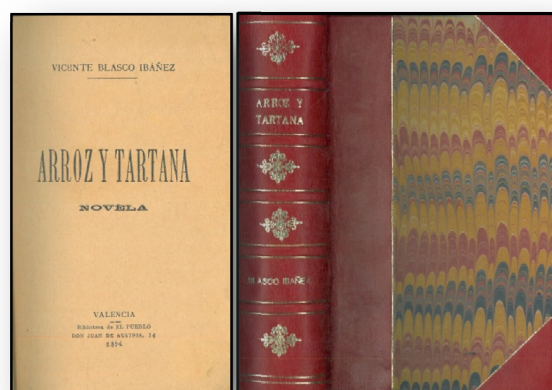 VICENTE BLASCO IBÁÑEZ
ARROZ Y TARTANA
NOVELA
VALENCIA
Biblioteca de EL PUEBLO
DON JUAN DE AUSTRIA, 14
1894
ARROZ Y
TARTANA
BLASCO IBAÑEZ